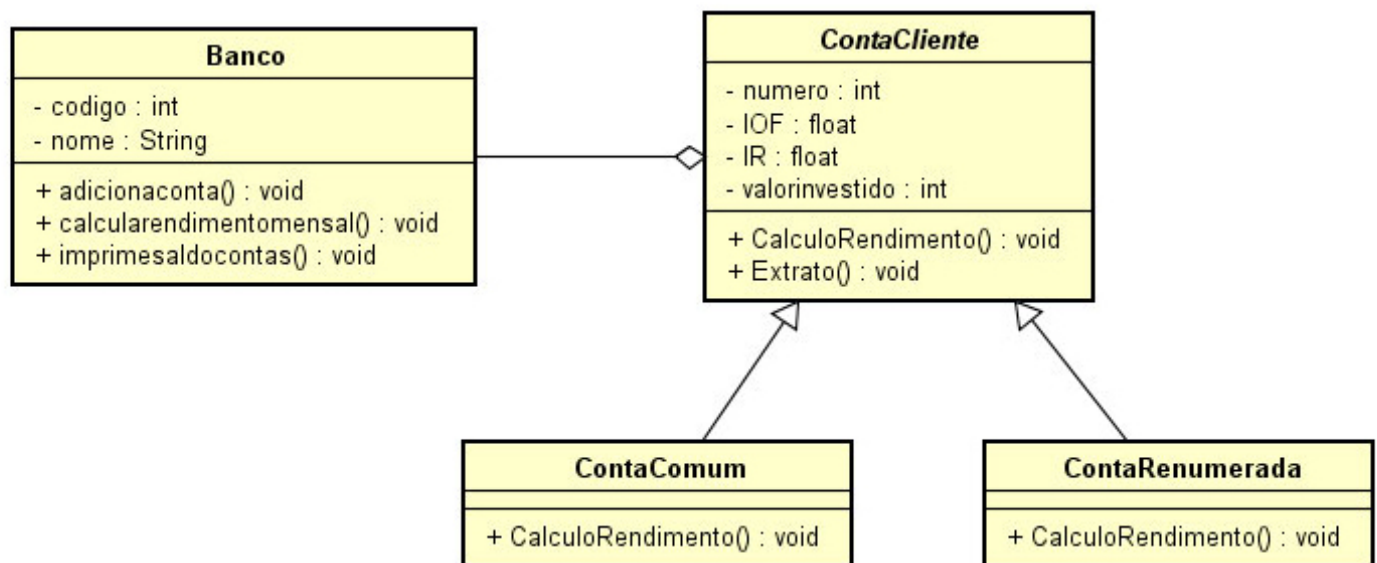 Banco
- codigo : int
- nome : String
+ adicionaconta() : void
+ calcularendimentomensal() : void
+ imprimesaldocontas() : void
ContaCliente
- numero : int
- IOF : float
- IR : float
- valorinvestido : int
+ CalculoRendimento() : void
+ Extrato() : void
ContaComum
+ CalculoRendimento() : void
ContaRenumerada
+ CalculoRendimento() : void